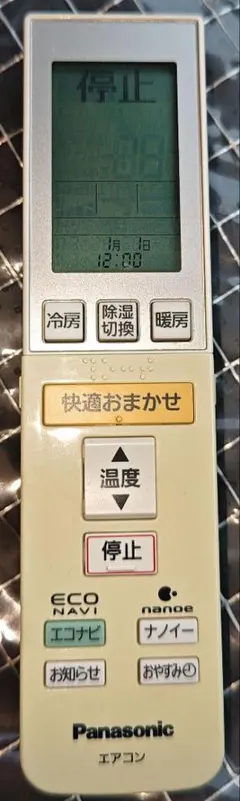 停止
1月 1日
12:00
冷房 除湿切換 暖房
快適おまかせ
温度
停止
ECO NAVI nanoe
エコナビ ナノイー
お知らせ おやすみ
Panasonic
エアコン